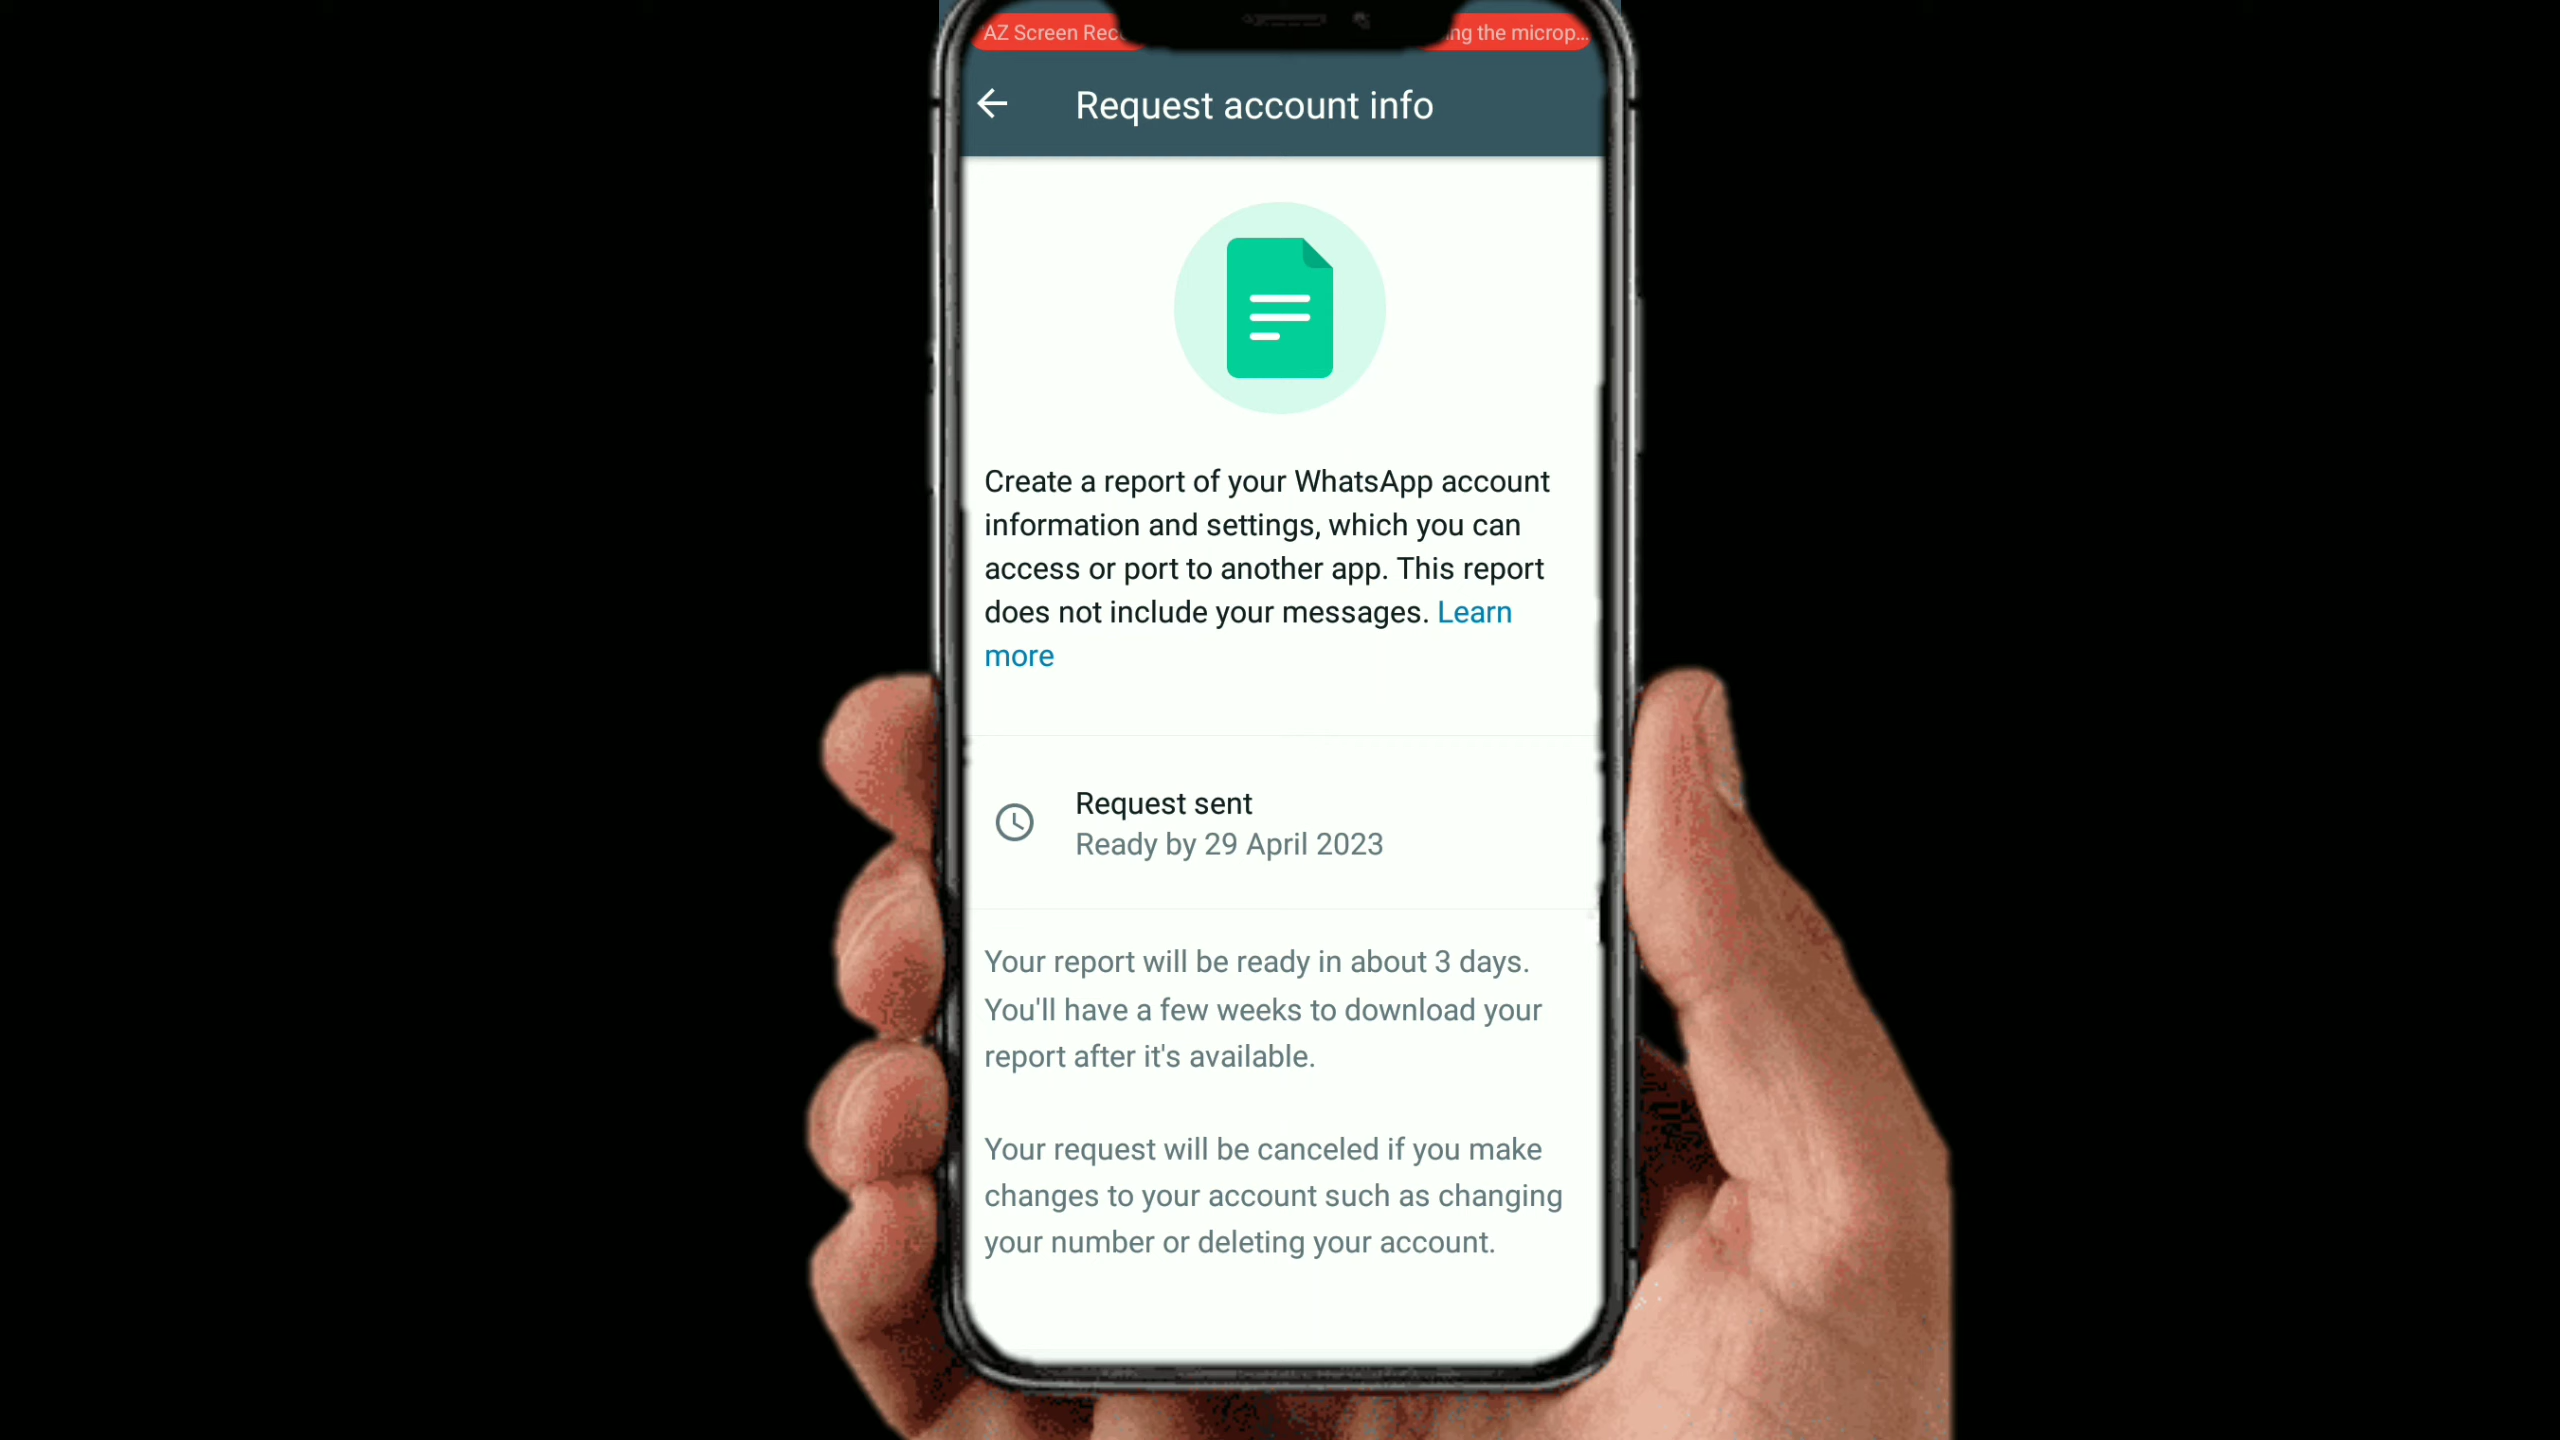 AZ Screen Rec
ng the microp...
Request account info
Create a report of your WhatsApp account
information and settings, which you can
access or port to another app. This report
does not include your messages. Learn
more
Request sent
Ready by 29 April 2023
Your report will be ready in about 3 days.
You'll have a few weeks to download your
report after it's available.
Your request will be canceled if you make
changes to your account such as changing
your number or deleting your account.